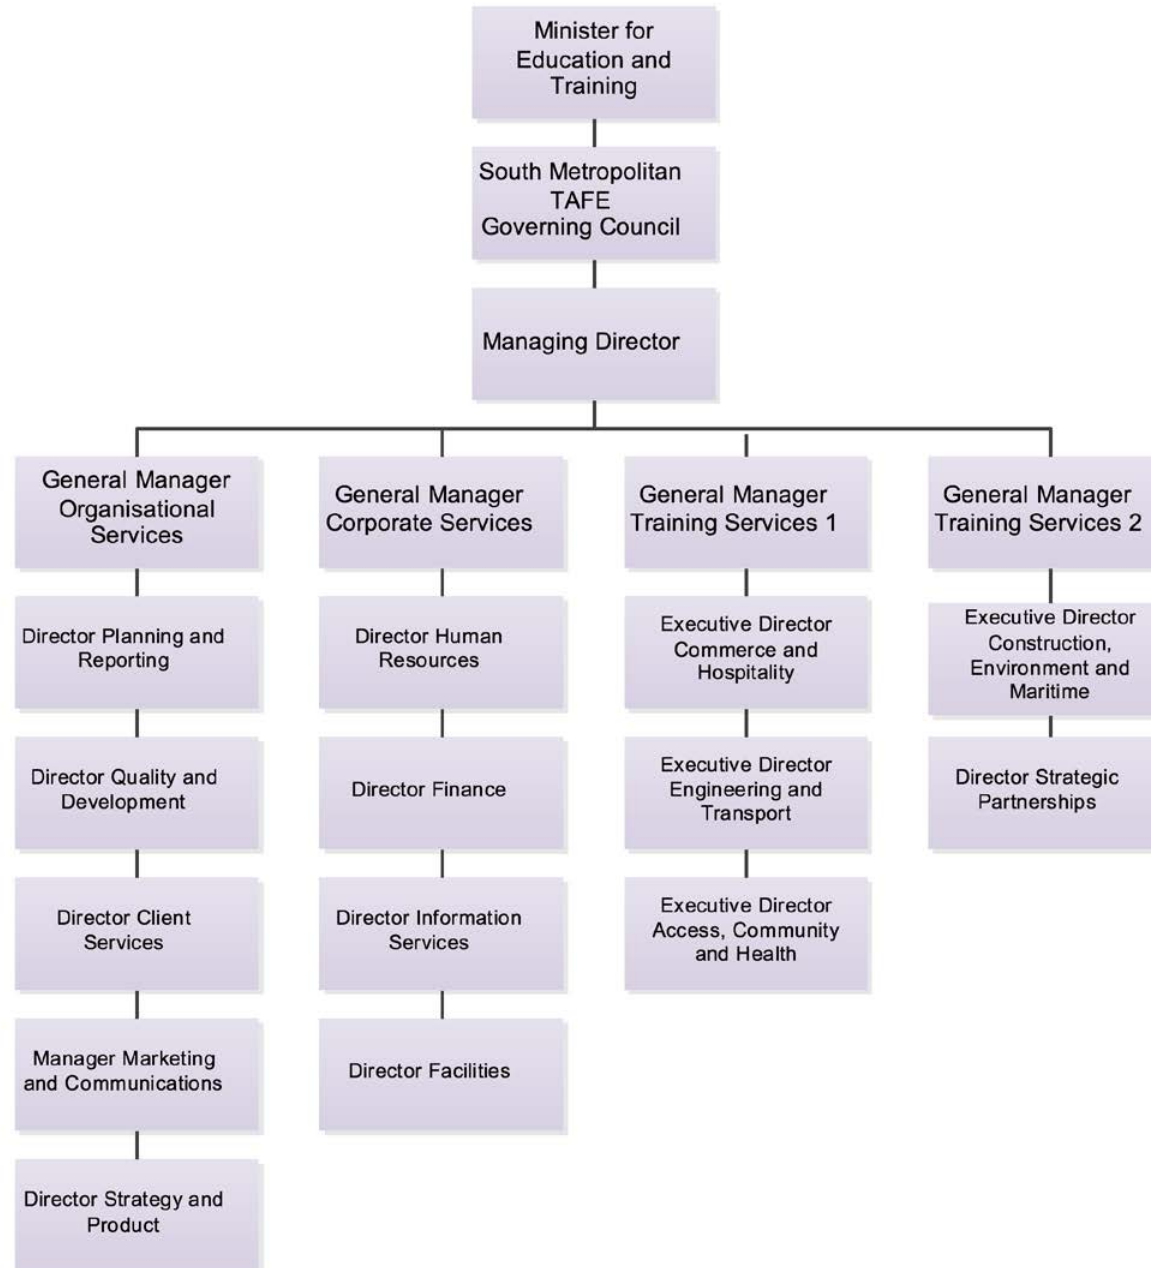 Minister for
Education and
Training
South Metropolitan
TAFE
Governing Council
Managing Director
General Manager
Organisational
Services
General Manager
Corporate Services
General Manager
Training Services 1
General Manager
Training Services 2
Director Planning and
Reporting
Director Human
Resources
Executive Director
Commerce and
Hospitality
Executive Director
Construction,
Environment and
Maritime
Director Quality and
Development
Director Finance
Executive Director
Engineering and
Transport
Director Strategic
Partnerships
Director Client
Services
Director Information
Services
Executive Director
Access, Community
and Health
Manager Marketing
and Communications
Director Facilities
Director Strategy and
Product